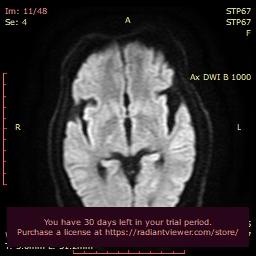 Im: 11/48
STP67
Se: 4
STP67
F
A
Ax DWI B 1000
R
L
You have 30 days left in your trial period.
Purchase a license at https://radiantviewer.com/store/